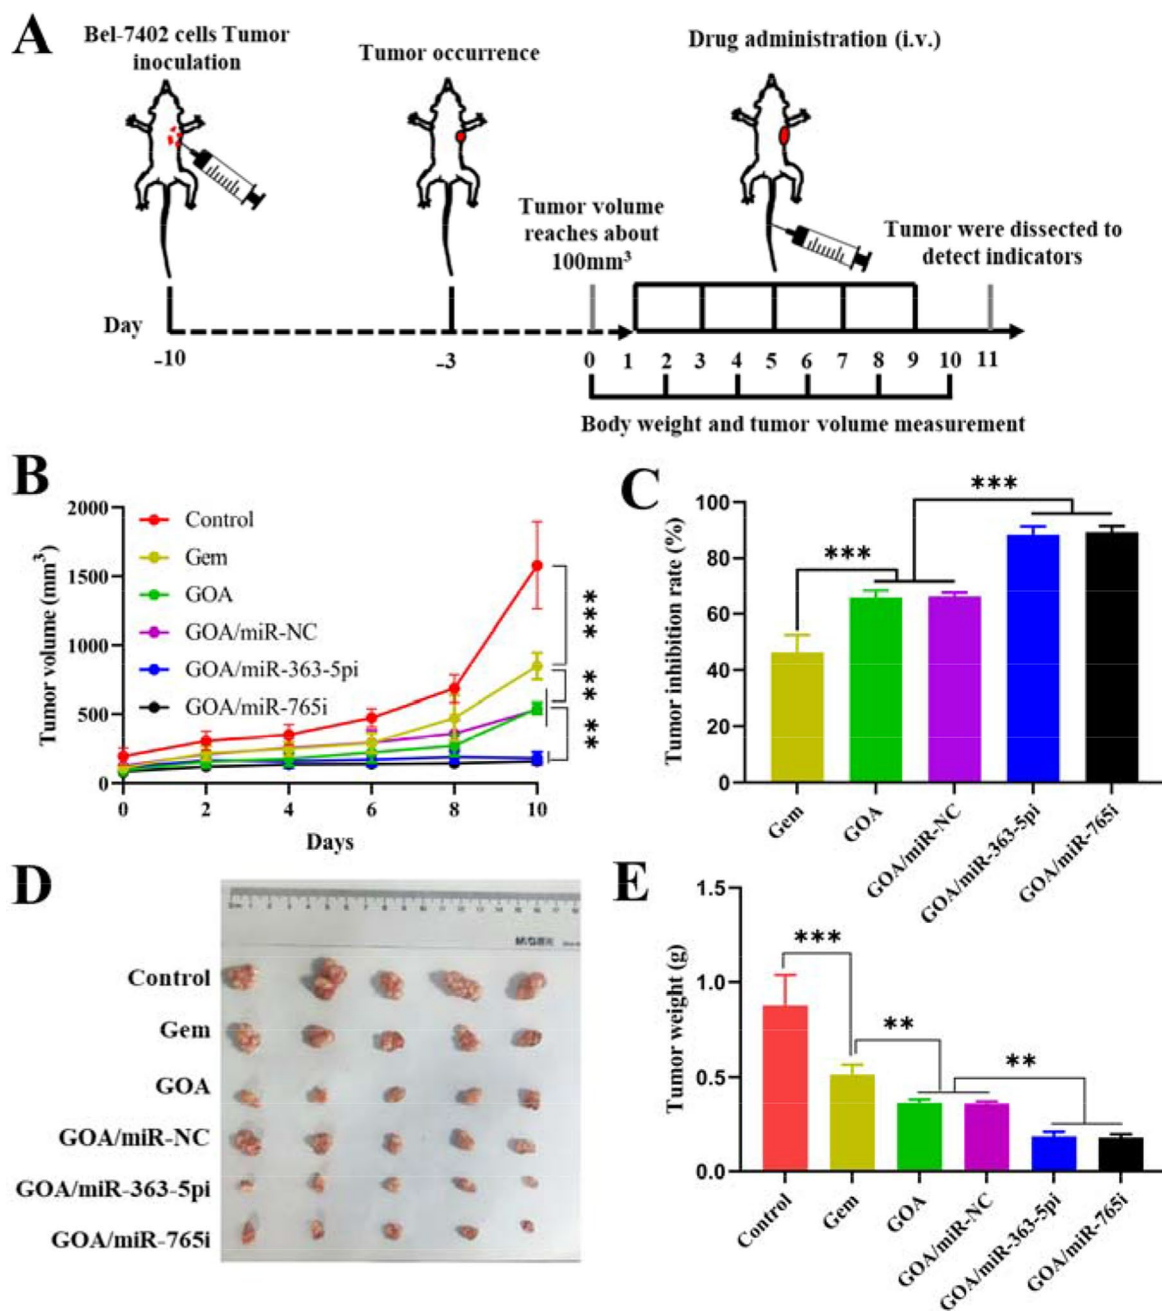 A
Bel-7402 cells Tumor
inoculation
Tumor occurrence
Drug administration (i.v.)
Tumor volume
reaches about
100mm³
Tumor were dissected to
detect indicators
Day
-10
-3
0 1 2 3 4 5 6 7 8 9 10 11
Body weight and tumor volume measurement
B
Tumor volume (mm³)
2000
1500
1000
500
0
Control
Gem
GOA
GOA/miR-NC
GOA/miR-363-5pi
GOA/miR-765i
***
**
**
0 2 4 6 8 10
Days
C
Tumor inhibition rate (%)
100
80
60
40
20
0
***
***
Gem
GOA
GOA/miR-NC
GOA/miR-363-5pi
GOA/miR-765i
D
Control
Gem
GOA
GOA/miR-NC
GOA/miR-363-5pi
GOA/miR-765i
E
Tumor weight (g)
1.5
1.0
0.5
0.0
***
**
**
Control
Gem
GOA
GOA/miR-NC
GOA/miR-363-5pi
GOA/miR-765i